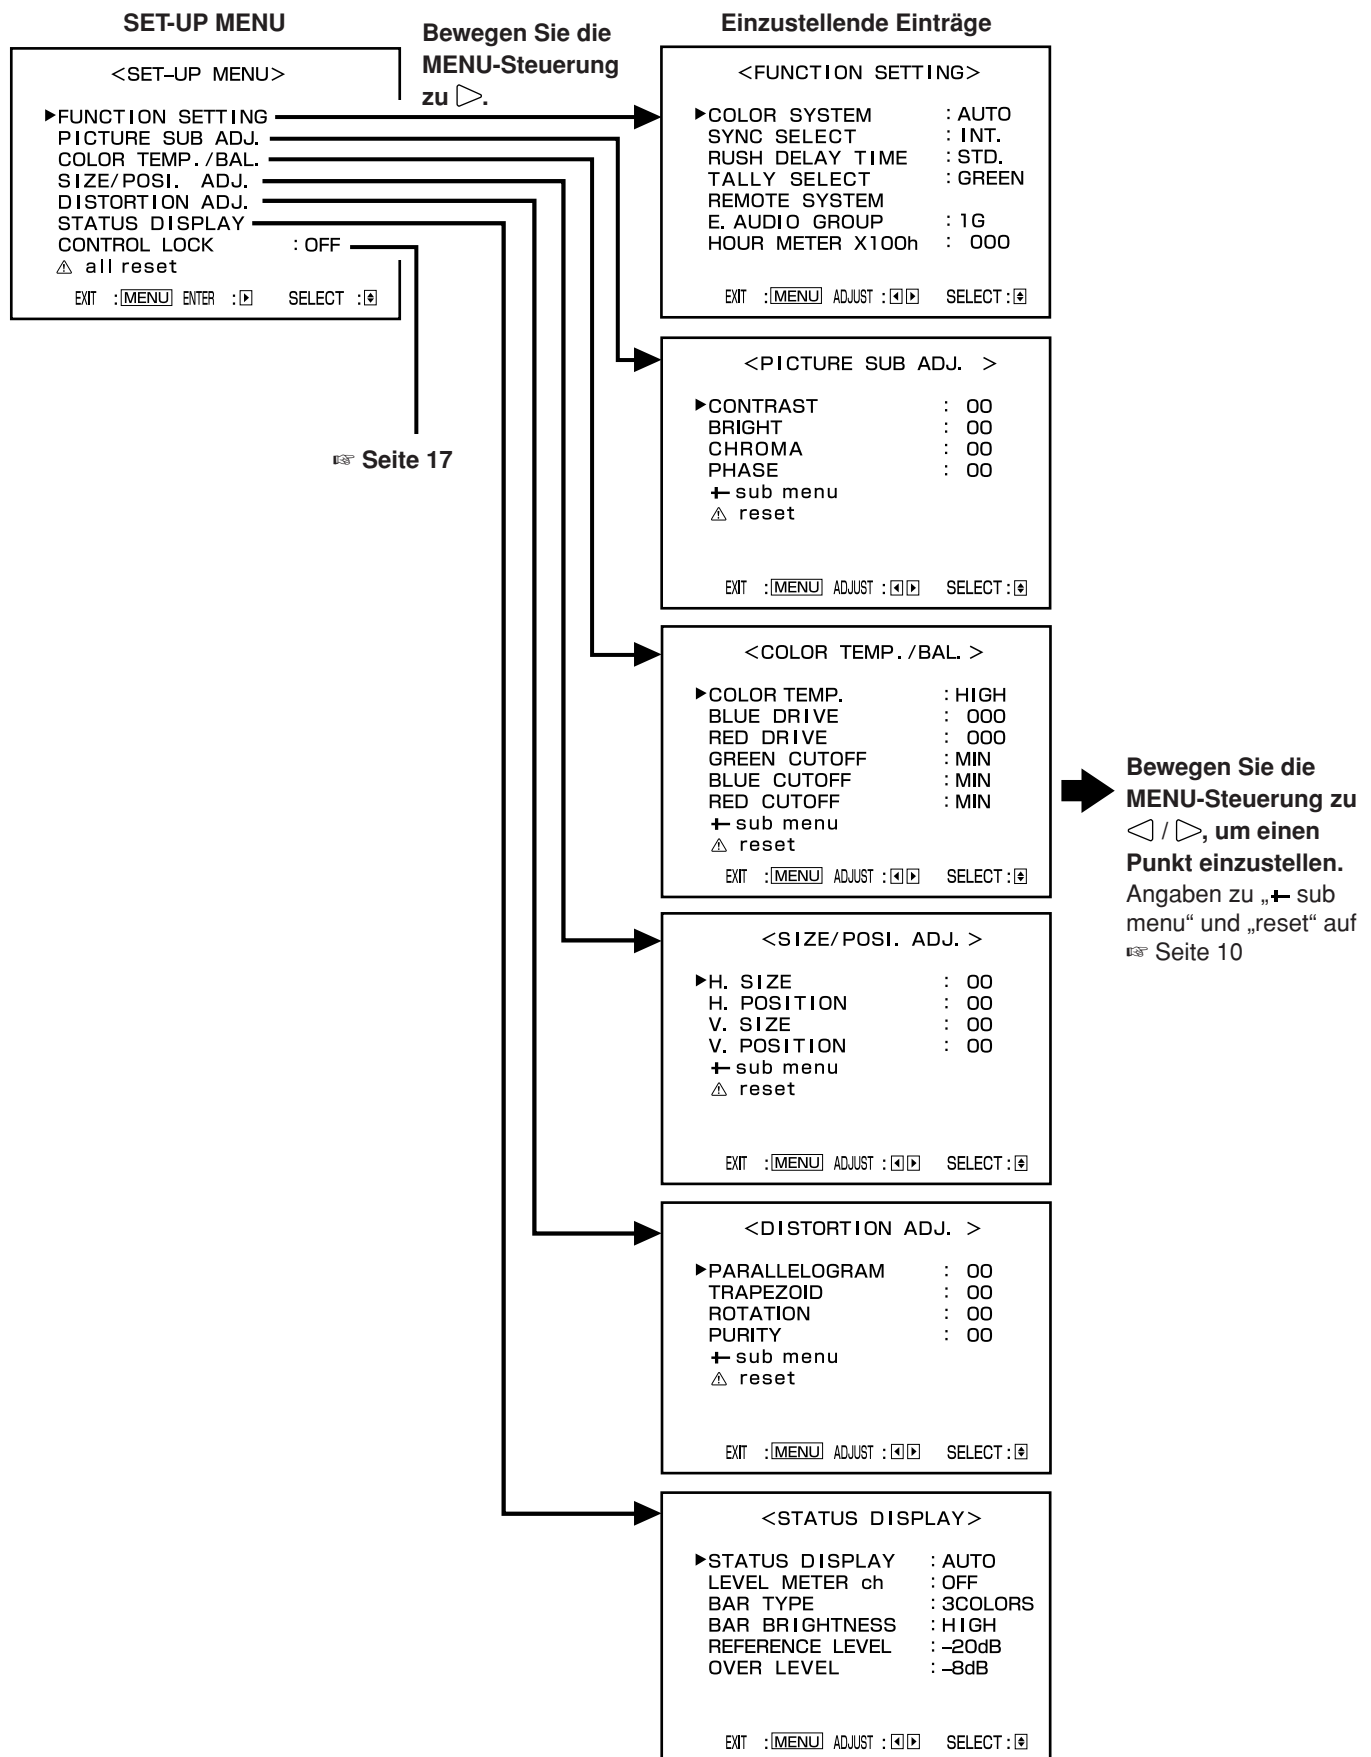 SET-UP MENU
Bewegen Sie die
MENU-Steuerung
zu ▷.
Einzustellende Einträge
<SET–UP MENU>
▶FUNCTION SETTING
PICTURE SUB ADJ.
COLOR TEMP./BAL.
SIZE/POSI. ADJ.
DISTORTION ADJ.
STATUS DISPLAY
CONTROL LOCK : OFF
⚠ all reset
EXIT : MENU ENTER : ▶ SELECT : ♦
☞ Seite 17
<FUNCTION SETTING>
▶COLOR SYSTEM : AUTO
SYNC SELECT : INT.
RUSH DELAY TIME : STD.
TALLY SELECT : GREEN
REMOTE SYSTEM
E. AUDIO GROUP : 1G
HOUR METER X100h : 000
EXIT : MENU ADJUST : ◀▶ SELECT : ♦
<PICTURE SUB ADJ. >
▶CONTRAST : 00
BRIGHT : 00
CHROMA : 00
PHASE : 00
+ sub menu
⚠ reset
EXIT : MENU ADJUST : ◀▶ SELECT : ♦
<COLOR TEMP./BAL. >
▶COLOR TEMP. : HIGH
BLUE DRIVE : 000
RED DRIVE : 000
GREEN CUTOFF : MIN
BLUE CUTOFF : MIN
RED CUTOFF : MIN
+ sub menu
⚠ reset
EXIT : MENU ADJUST : ◀▶ SELECT : ♦
Bewegen Sie die
MENU-Steuerung zu
◁ / ▷, um einen
Punkt einzustellen.
Angaben zu „+ sub
menu“ und „reset“ auf
☞ Seite 10
<SIZE/POSI. ADJ. >
▶H. SIZE : 00
H. POSITION : 00
V. SIZE : 00
V. POSITION : 00
+ sub menu
⚠ reset
EXIT : MENU ADJUST : ◀▶ SELECT : ♦
<DISTORTION ADJ. >
▶PARALLELOGRAM : 00
TRAPEZOID : 00
ROTATION : 00
PURITY : 00
+ sub menu
⚠ reset
EXIT : MENU ADJUST : ◀▶ SELECT : ♦
<STATUS DISPLAY>
▶STATUS DISPLAY : AUTO
LEVEL METER ch : OFF
BAR TYPE : 3COLORS
BAR BRIGHTNESS : HIGH
REFERENCE LEVEL : –20dB
OVER LEVEL : –8dB
EXIT : MENU ADJUST : ◀▶ SELECT : ♦